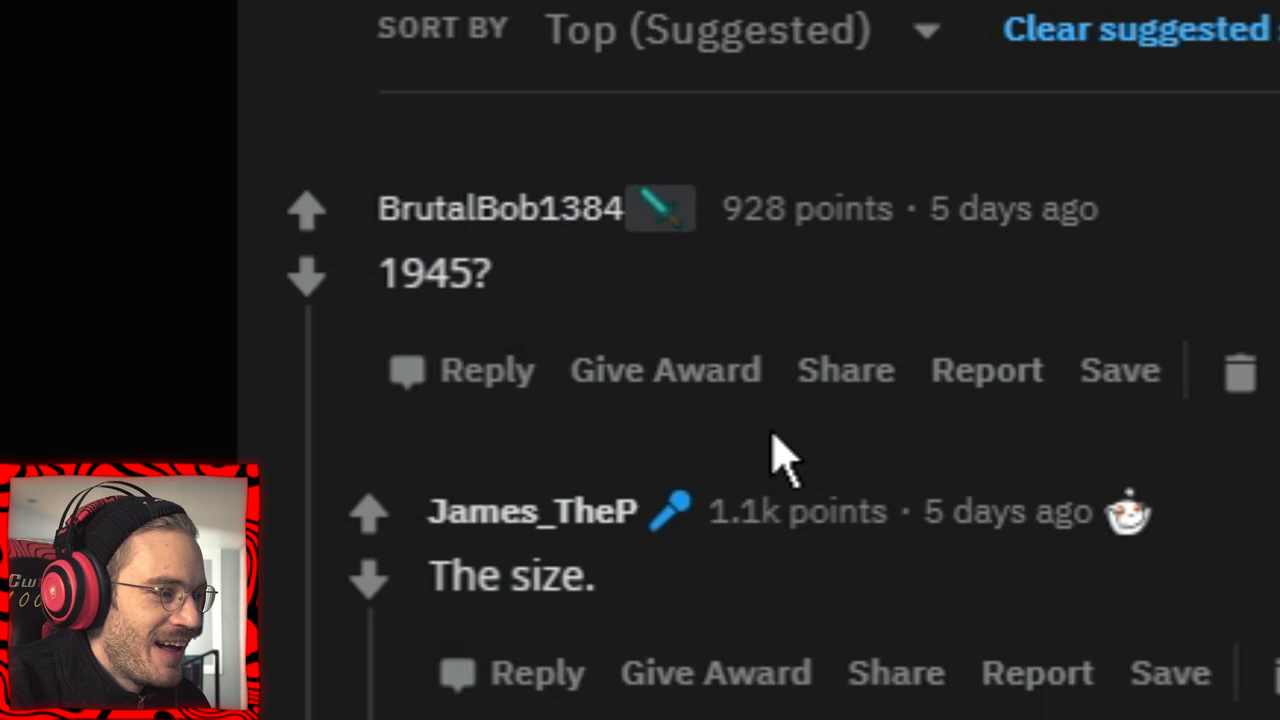 SORT BY Top (Suggested) Clear suggested
BrutalBob1384 928 points · 5 days ago
1945?
Reply Give Award Share Report Save
James_TheP 1.1k points · 5 days ago
The size.
Reply Give Award Share Report Save